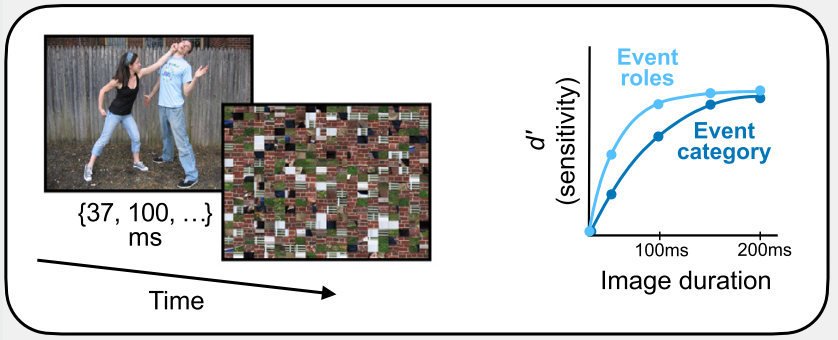 {37, 100, ...}
ms
Time
d'
(sensitivity)
Event
roles
Event
category
100ms
200ms
Image duration